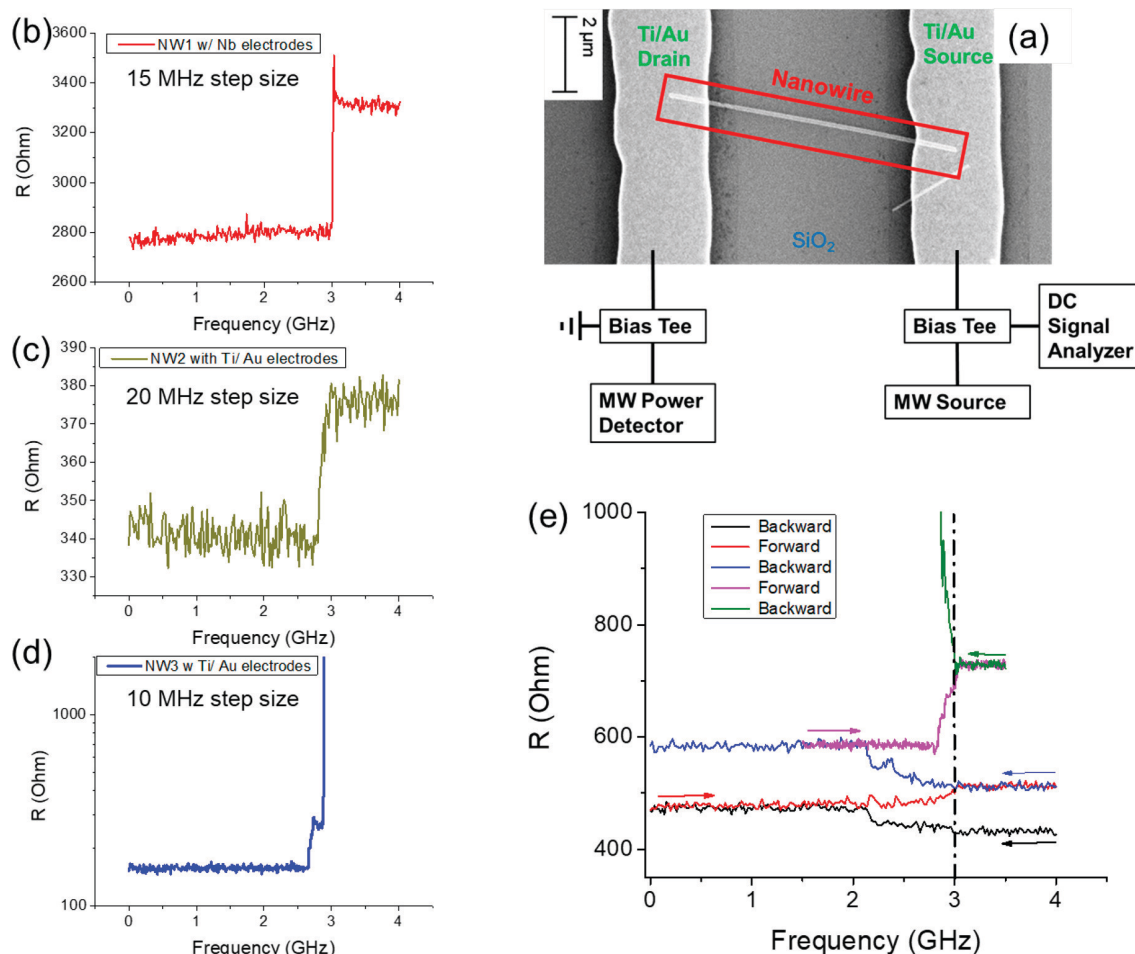 (b)
NW1 w/ Nb electrodes
15 MHz step size
3600
3400
3200
3000
2800
2600
R (Ohm)
0 1 2 3 4
Frequency (GHz)
(c)
NW2 with Ti/ Au electrodes
20 MHz step size
390
380
370
360
350
340
330
R (Ohm)
0 1 2 3 4
Frequency (GHz)
(d)
NW3 w Ti/ Au electrodes
10 MHz step size
1000
100
R (Ohm)
0 1 2 3 4
Frequency (GHz)
(a)
2 µm
Ti/Au
Drain
Ti/Au
Source
Nanowire
SiO2
Bias Tee
Bias Tee
DC
Signal
Analyzer
MW Power
Detector
MW Source
(e)
Backward
Forward
Backward
Forward
Backward
1000
800
600
400
R (Ohm)
0 1 2 3 4
Frequency (GHz)